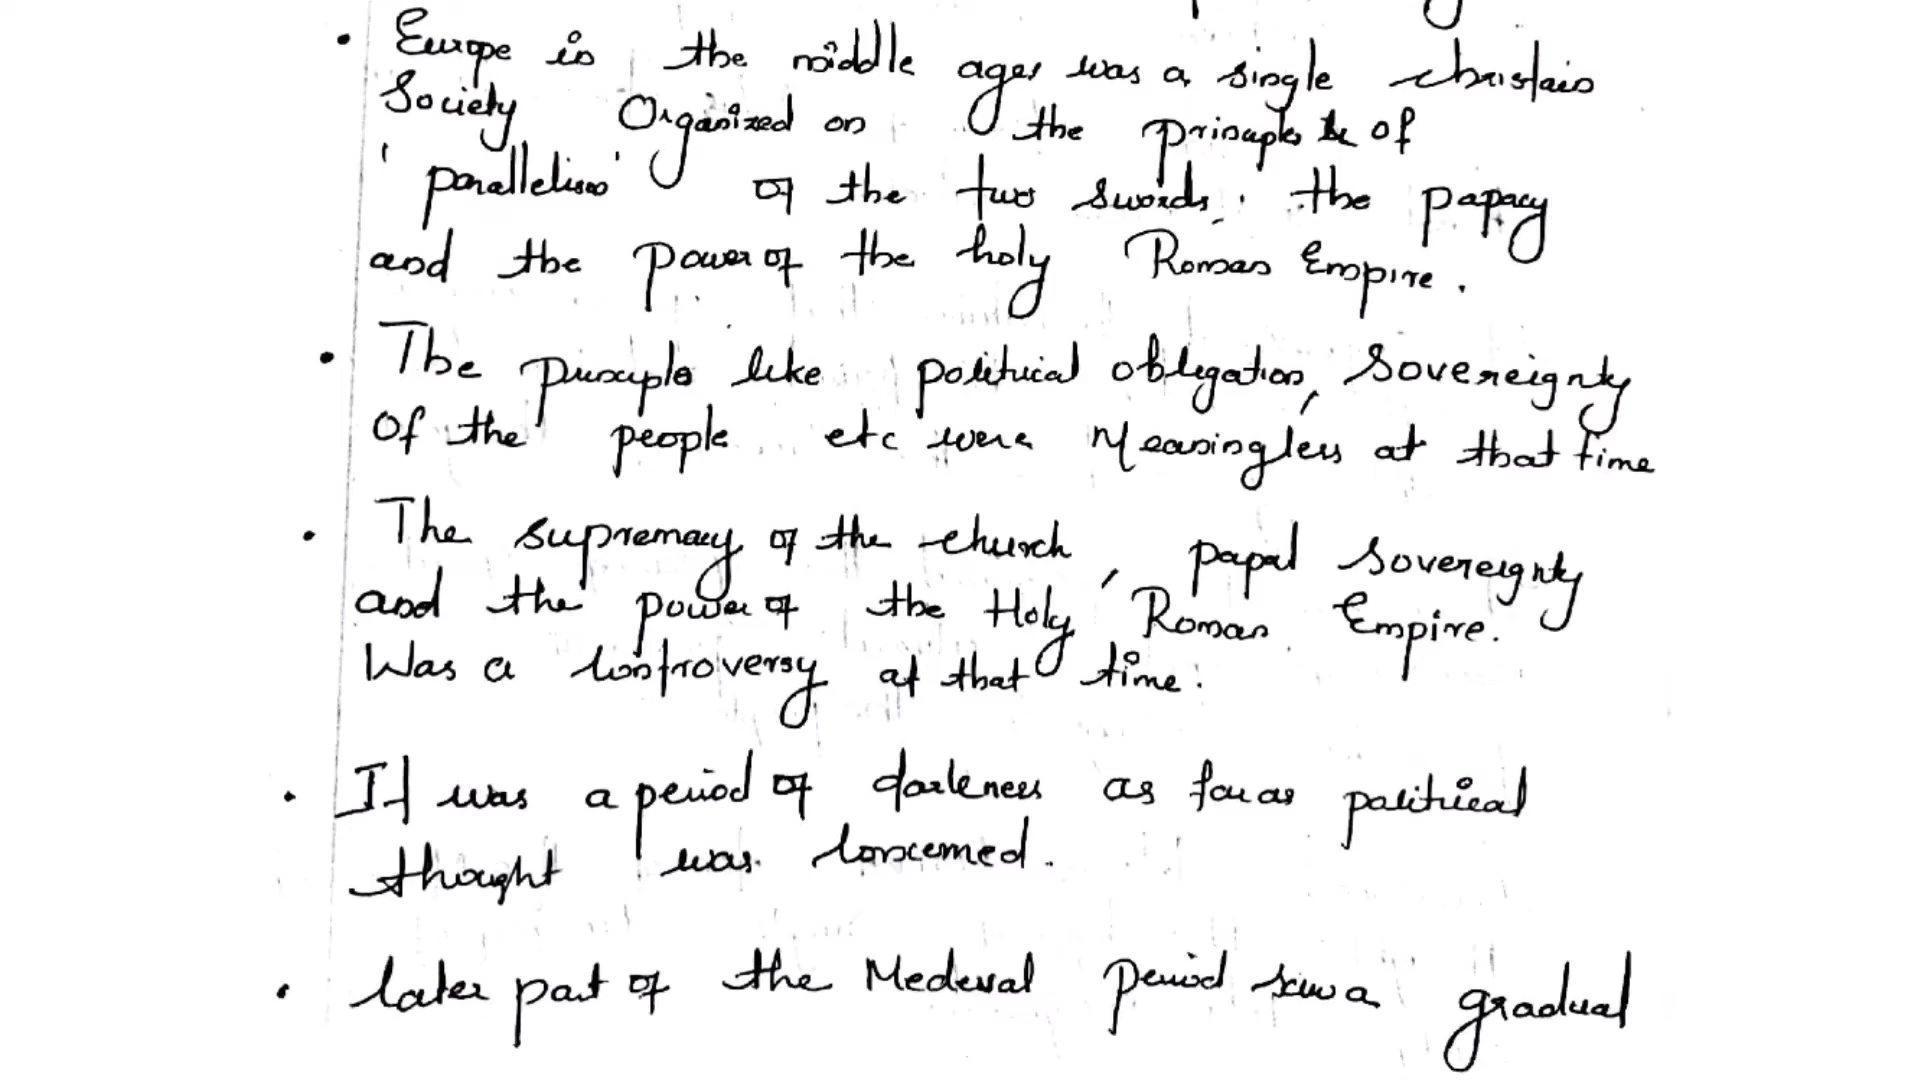 • Europe in the middle ages was a single christain
Society Organized on the principle of
'parallelism' of the two swords. the papacy
and the power of the holy Roman Empire.
• The principle like political obligation, Sovereignty
Of the people etc were Meaningless at that time
• The supremacy of the church, papal sovereignty
and the power of the Holy Roman Empire.
Was a controversy at that time.
• It was a period of darkness as far as political
thought was concerned.
• later part of the Medeval period saw a gradual